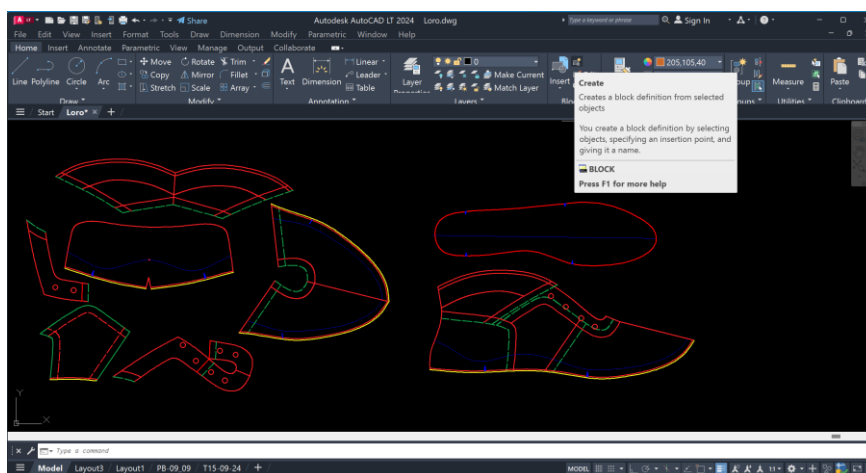 Share Autodesk AutoCAD LT 2024 Loro.dwg Type a keyword or phrase Sign In
File Edit View Insert Format Tools Draw Dimension Modify Parametric Window Help
Home Insert Annotate Parametric View Manage Output Collaborate
Move Rotate Trim Linear 0 205,105,40
Line Polyline Circle Arc Copy Mirror Fillet Text Dimension Leader Layer Make Current Insert Measure Paste
Stretch Scale Array Table Match Layer
Draw Modify Annotation Layers Utilities Clipboard
Start Loro* × +
Create
Creates a block definition from selected
objects
You create a block definition by selecting
objects, specifying an insertion point, and
giving it a name.
BLOCK
Press F1 for more help
Y
X
Type a command
Model Layout3 Layout1 PB-09_09 T15-09-24 + MODEL 1:1